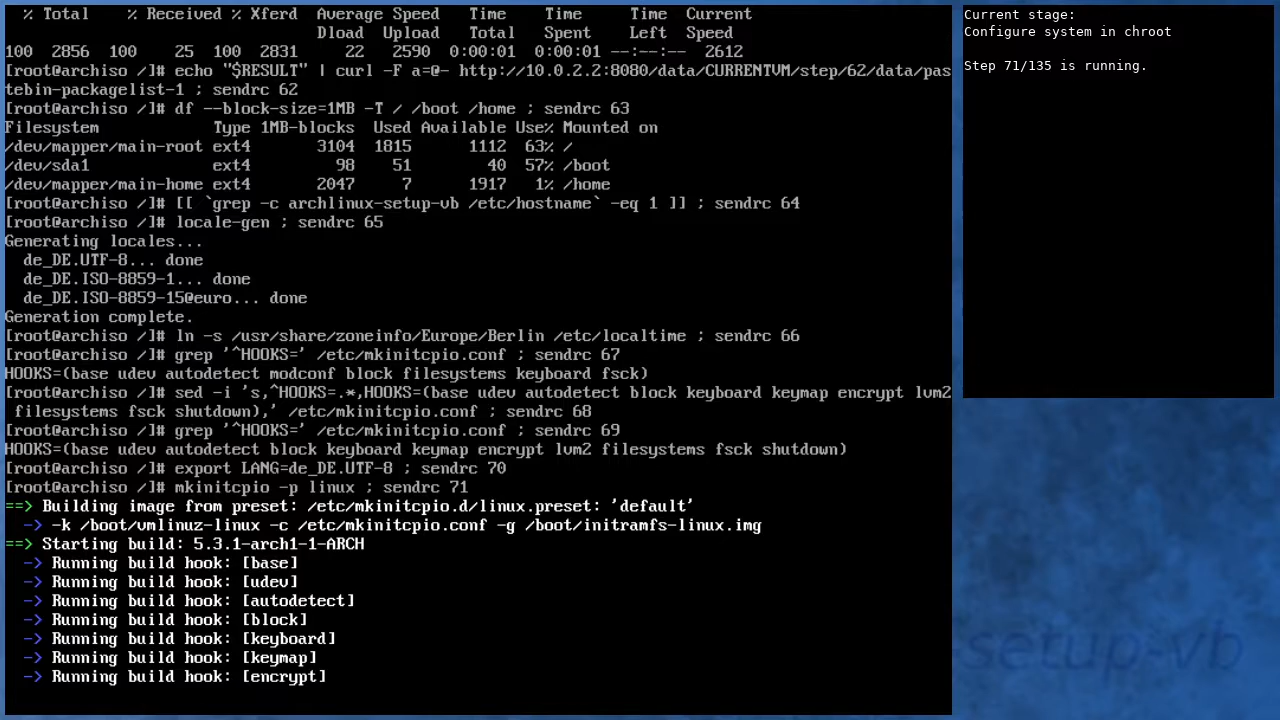 % Total    % Received % Xferd  Average Speed   Time    Time     Time  Current
                                 Dload  Upload   Total   Spent    Left  Speed
100  2856  100    25  100  2831     22   2590  0:00:01  0:00:01 --:--:--  2612
[root@archiso /]# echo "$RESULT" | curl -F a=@- http://10.0.2.2:8080/data/CURRENTVM/step/62/data/pas
tebin-packagelist-1 ; sendrc 62
[root@archiso /]# df --block-size=1MB -T / /boot /home ; sendrc 63
Filesystem            Type 1MB-blocks  Used Available Use% Mounted on
/dev/mapper/main-root ext4       3104  1815      1112  63% /
/dev/sda1             ext4         98    51        40  57% /boot
/dev/mapper/main-home ext4       2047     7      1917   1% /home
[root@archiso /]# [[ `grep -c archlinux-setup-vb /etc/hostname` -eq 1 ]] ; sendrc 64
[root@archiso /]# locale-gen ; sendrc 65
Generating locales...
  de_DE.UTF-8... done
  de_DE.ISO-8859-1... done
  de_DE.ISO-8859-15@euro... done
Generation complete.
[root@archiso /]# ln -s /usr/share/zoneinfo/Europe/Berlin /etc/localtime ; sendrc 66
[root@archiso /]# grep '^HOOKS=' /etc/mkinitcpio.conf ; sendrc 67
HOOKS=(base udev autodetect modconf block filesystems keyboard fsck)
[root@archiso /]# sed -i 's,^HOOKS=.*,HOOKS=(base udev autodetect block keyboard keymap encrypt lvm2
 filesystems fsck shutdown),' /etc/mkinitcpio.conf ; sendrc 68
[root@archiso /]# grep '^HOOKS=' /etc/mkinitcpio.conf ; sendrc 69
HOOKS=(base udev autodetect block keyboard keymap encrypt lvm2 filesystems fsck shutdown)
[root@archiso /]# export LANG=de_DE.UTF-8 ; sendrc 70
[root@archiso /]# mkinitcpio -p linux ; sendrc 71
==> Building image from preset: /etc/mkinitcpio.d/linux.preset: 'default'
  -> -k /boot/vmlinuz-linux -c /etc/mkinitcpio.conf -g /boot/initramfs-linux.img
==> Starting build: 5.3.1-arch1-1-ARCH
  -> Running build hook: [base]
  -> Running build hook: [udev]
  -> Running build hook: [autodetect]
  -> Running build hook: [block]
  -> Running build hook: [keyboard]
  -> Running build hook: [keymap]
  -> Running build hook: [encrypt]
Current stage:
Configure system in chroot
Step 71/135 is running.
setup-vb